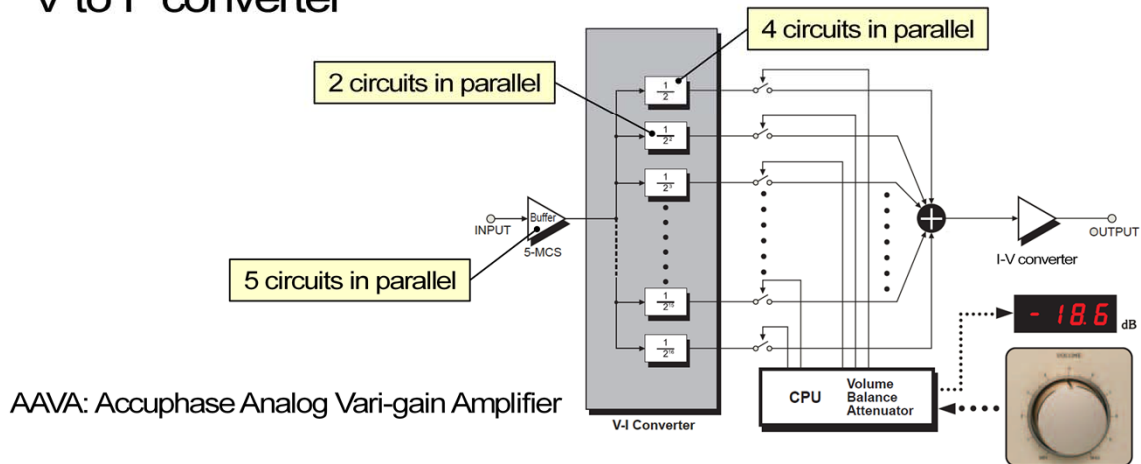 V to I converter
4 circuits in parallel
2 circuits in parallel
1/2
1/2²
1/2³
INPUT
Buffer
5-MCS
5 circuits in parallel
1/2¹⁵
1/2¹⁶
V-I Converter
I-V converter
OUTPUT
- 18.6 dB
VOLUME
CPU
Volume
Balance
Attenuator
AAVA: Accuphase Analog Vari-gain Amplifier